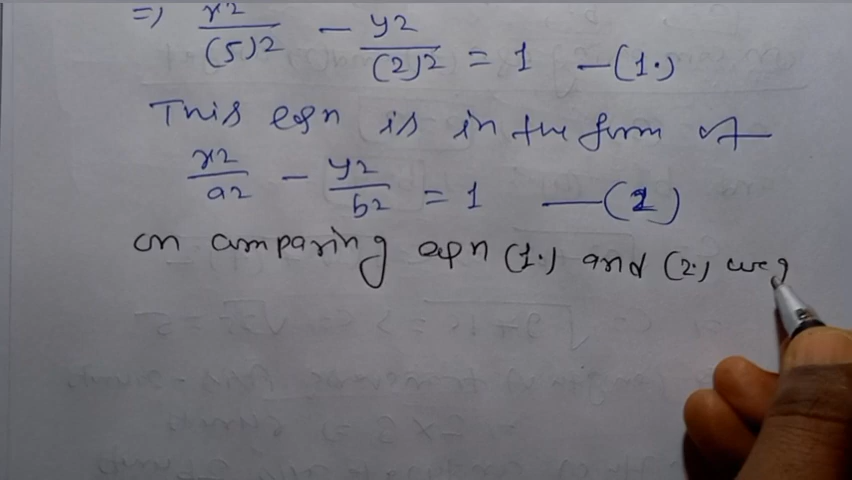 => x2/(5)2 - y2/(2)2 = 1 -(1.)
This eqn is in the form of
x2/a2 - y2/b2 = 1 -(2)
on comparing eqn (1.) and (2.) we g